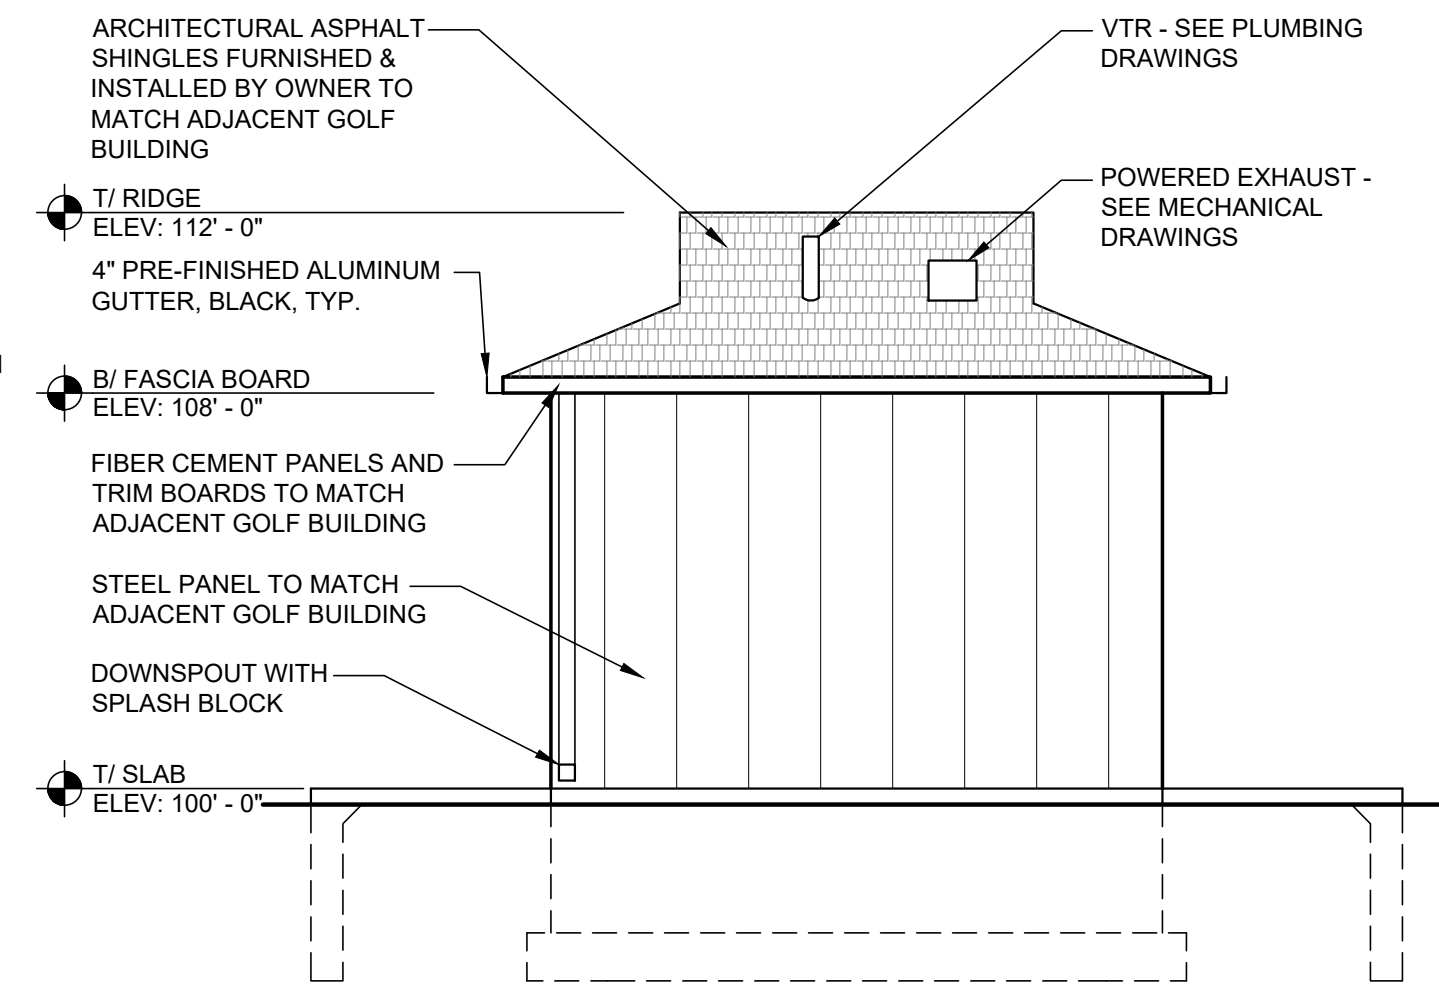 ARCHITECTURAL ASPHALT
SHINGLES FURNISHED &
INSTALLED BY OWNER TO
MATCH ADJACENT GOLF
BUILDING
VTR - SEE PLUMBING
DRAWINGS
POWERED EXHAUST -
SEE MECHANICAL
DRAWINGS
T/ RIDGE
ELEV: 112' - 0"
4" PRE-FINISHED ALUMINUM
GUTTER, BLACK, TYP.
B/ FASCIA BOARD
ELEV: 108' - 0"
FIBER CEMENT PANELS AND
TRIM BOARDS TO MATCH
ADJACENT GOLF BUILDING
STEEL PANEL TO MATCH
ADJACENT GOLF BUILDING
DOWNSPOUT WITH
SPLASH BLOCK
T/ SLAB
ELEV: 100' - 0"